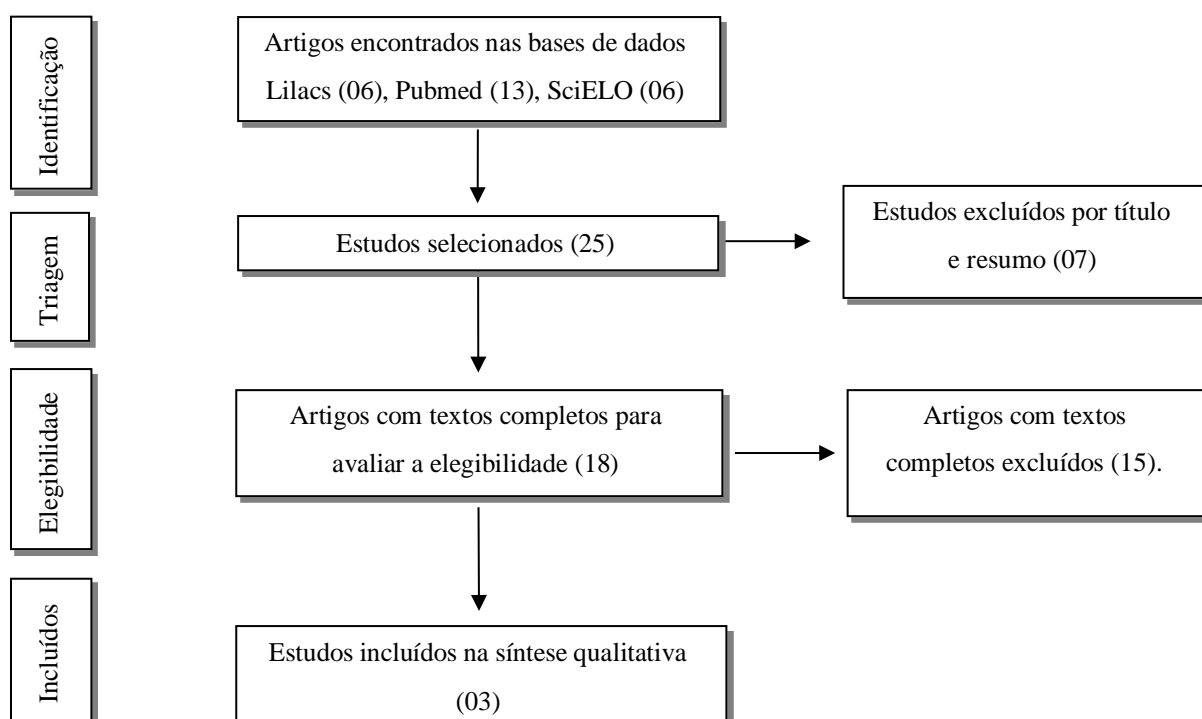 Identificação
Artigos encontrados nas bases de dados
Lilacs (06), Pubmed (13), SciELO (06)
Triagem
Estudos selecionados (25)
Estudos excluídos por título
e resumo (07)
Elegibilidade
Artigos com textos completos para
avaliar a elegibilidade (18)
Artigos com textos
completos excluídos (15).
Incluídos
Estudos incluídos na síntese qualitativa
(03)